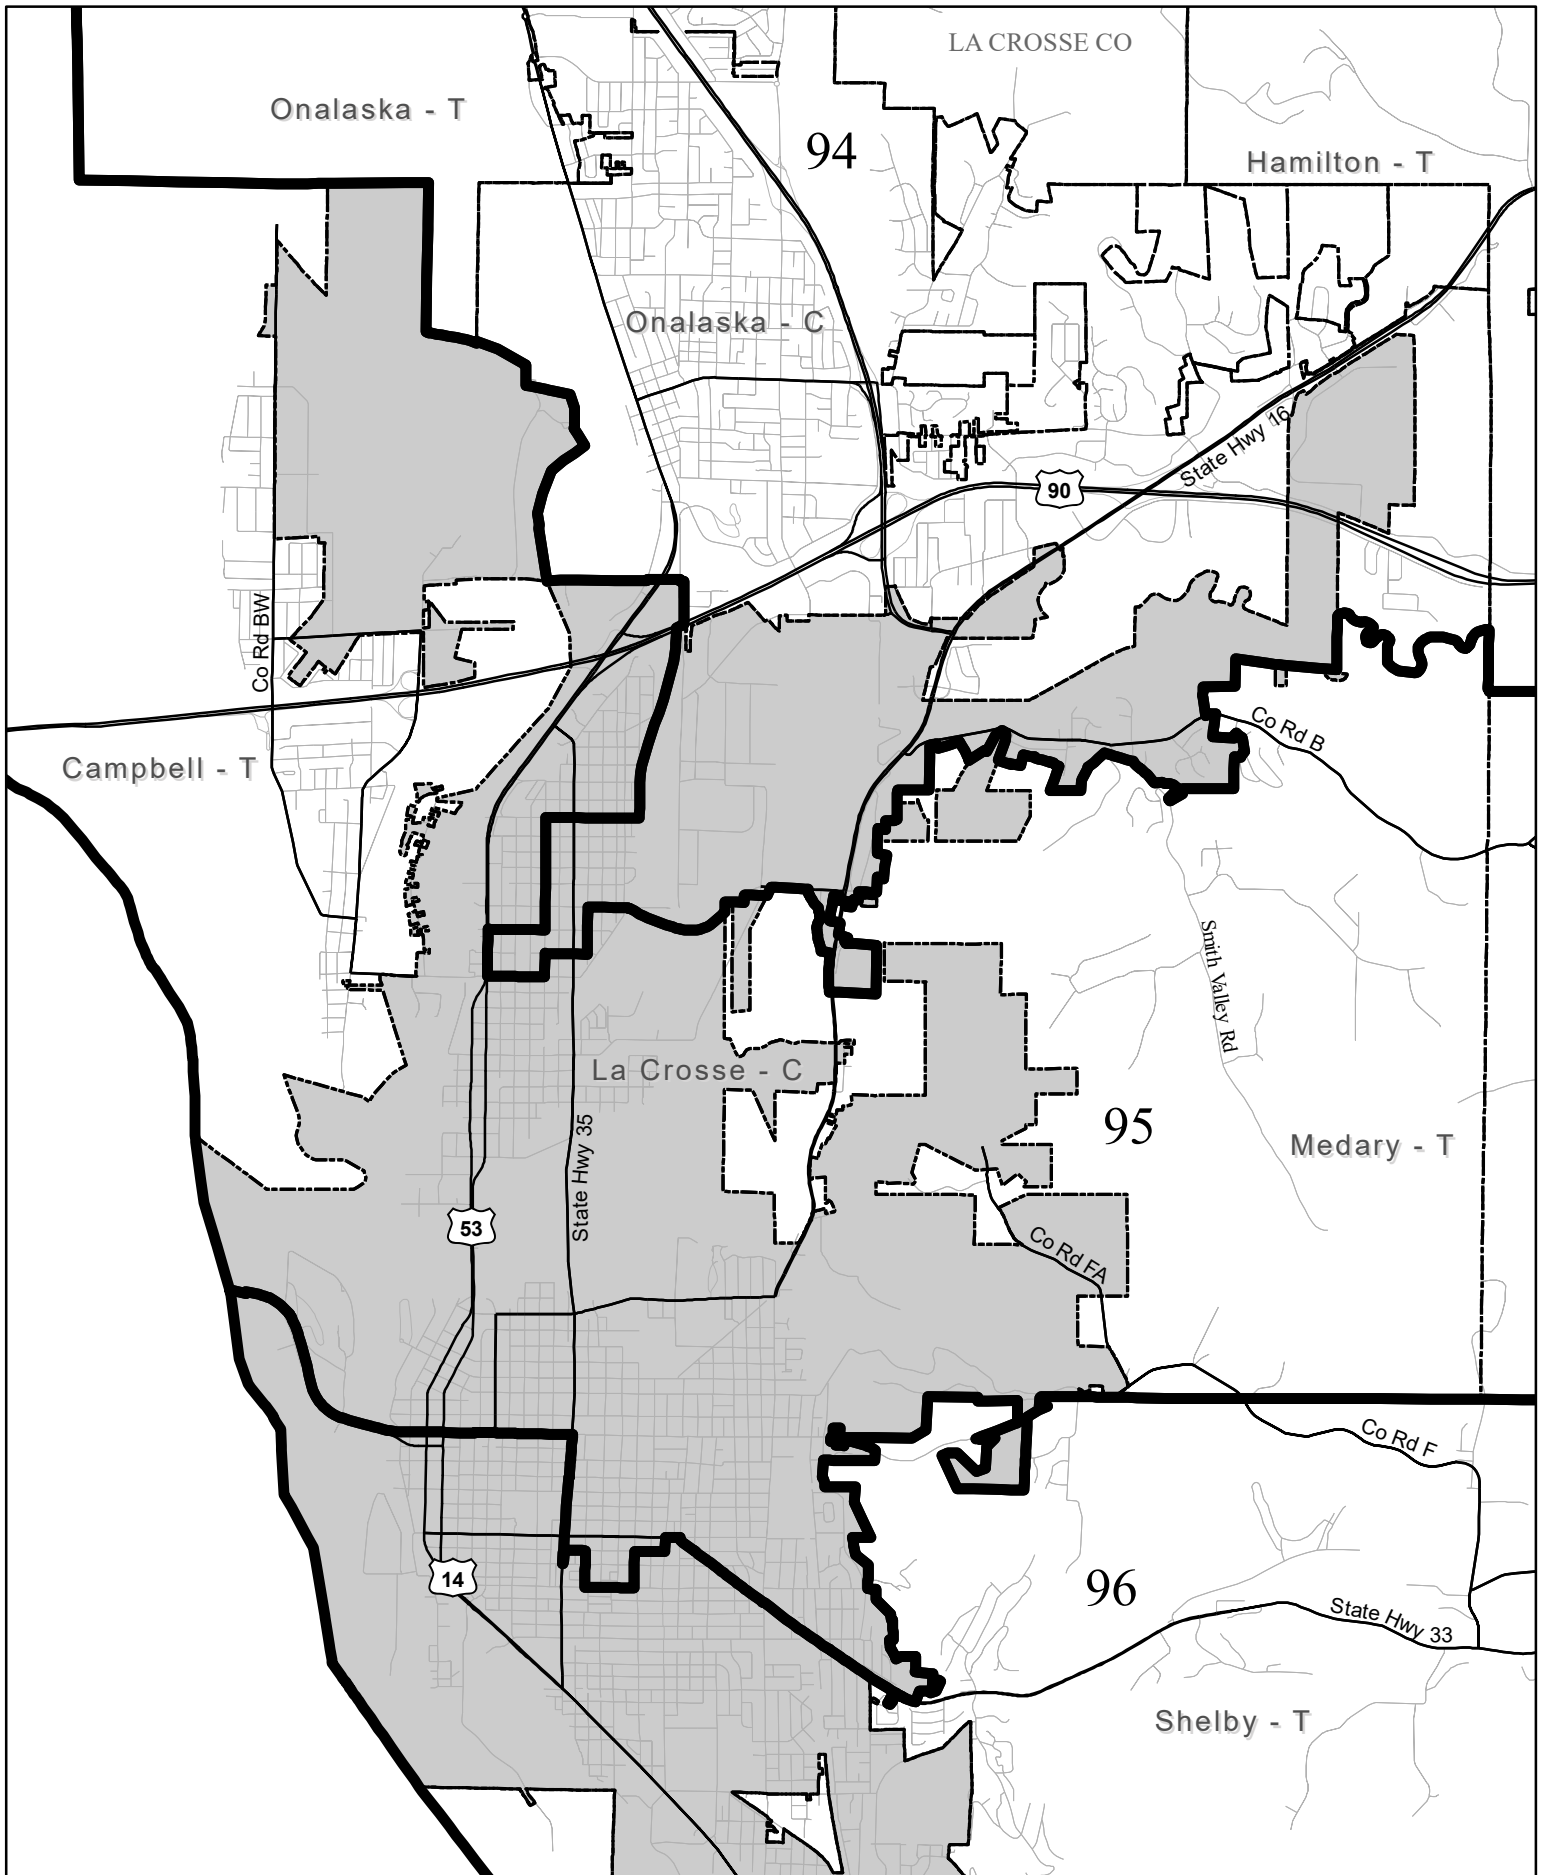 LA CROSSE CO
Onalaska - T
94
Hamilton - T
Onalaska - C
State Hwy 16
90
Co Rd BW
Co Rd B
Campbell - T
Smith Valley Rd
La Crosse - C
95
Medary - T
State Hwy 35
53
Co Rd FA
Co Rd F
14
96
State Hwy 33
Shelby - T